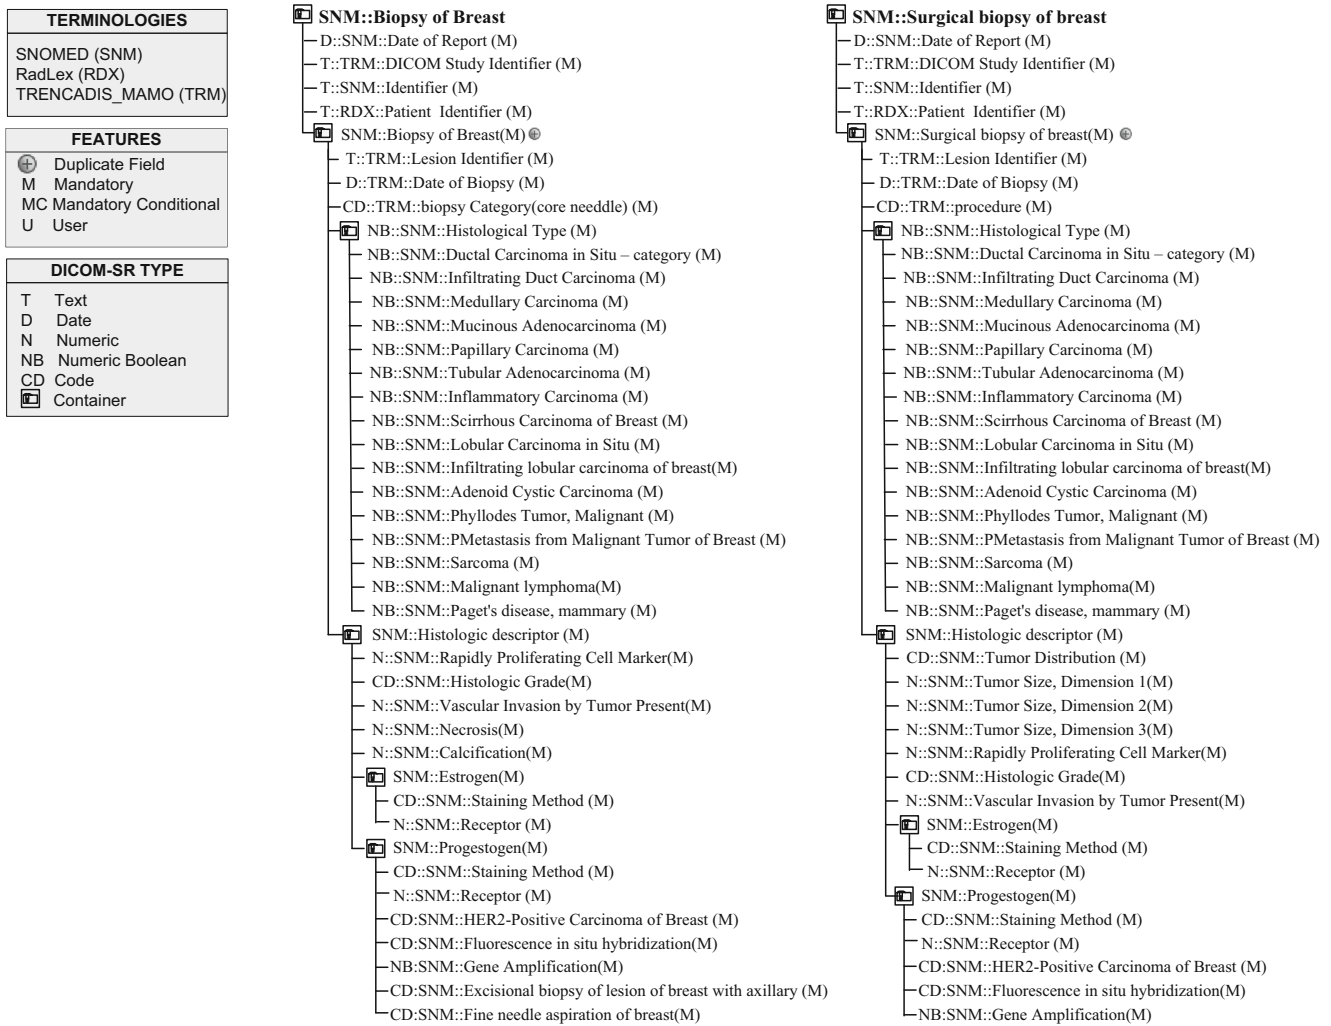 TERMINOLOGIES
SNOMED (SNM)
RadLex (RDX)
TRENCADIS_MAMO (TRM)
FEATURES
Duplicate Field
M Mandatory
MC Mandatory Conditional
U User
DICOM-SR TYPE
T Text
D Date
N Numeric
NB Numeric Boolean
CD Code
Container
SNM::Biopsy of Breast
D::SNM::Date of Report (M)
T::TRM::DICOM Study Identifier (M)
T::SNM::Identifier (M)
T::RDX::Patient Identifier (M)
SNM::Biopsy of Breast(M)
T::TRM::Lesion Identifier (M)
D::TRM::Date of Biopsy (M)
CD::TRM::biopsy Category(core needdle) (M)
NB::SNM::Histological Type (M)
NB::SNM::Ductal Carcinoma in Situ – category (M)
NB::SNM::Infiltrating Duct Carcinoma (M)
NB::SNM::Medullary Carcinoma (M)
NB::SNM::Mucinous Adenocarcinoma (M)
NB::SNM::Papillary Carcinoma (M)
NB::SNM::Tubular Adenocarcinoma (M)
NB::SNM::Inflammatory Carcinoma (M)
NB::SNM::Scirrhous Carcinoma of Breast (M)
NB::SNM::Lobular Carcinoma in Situ (M)
NB::SNM::Infiltrating lobular carcinoma of breast(M)
NB::SNM::Adenoid Cystic Carcinoma (M)
NB::SNM::Phyllodes Tumor, Malignant (M)
NB::SNM::PMetastasis from Malignant Tumor of Breast (M)
NB::SNM::Sarcoma (M)
NB::SNM::Malignant lymphoma(M)
NB::SNM::Paget's disease, mammary (M)
SNM::Histologic descriptor (M)
N::SNM::Rapidly Proliferating Cell Marker(M)
CD::SNM::Histologic Grade(M)
N::SNM::Vascular Invasion by Tumor Present(M)
N::SNM::Necrosis(M)
N::SNM::Calcification(M)
SNM::Estrogen(M)
CD::SNM::Staining Method (M)
N::SNM::Receptor (M)
SNM::Progestogen(M)
CD::SNM::Staining Method (M)
N::SNM::Receptor (M)
CD:SNM::HER2-Positive Carcinoma of Breast (M)
CD:SNM::Fluorescence in situ hybridization(M)
NB:SNM::Gene Amplification(M)
CD:SNM::Excisional biopsy of lesion of breast with axillary (M)
CD:SNM::Fine needle aspiration of breast(M)
SNM::Surgical biopsy of breast
D::SNM::Date of Report (M)
T::TRM::DICOM Study Identifier (M)
T::SNM::Identifier (M)
T::RDX::Patient Identifier (M)
SNM::Surgical biopsy of breast(M)
T::TRM::Lesion Identifier (M)
D::TRM::Date of Biopsy (M)
CD::TRM::procedure (M)
NB::SNM::Histological Type (M)
NB::SNM::Ductal Carcinoma in Situ – category (M)
NB::SNM::Infiltrating Duct Carcinoma (M)
NB::SNM::Medullary Carcinoma (M)
NB::SNM::Mucinous Adenocarcinoma (M)
NB::SNM::Papillary Carcinoma (M)
NB::SNM::Tubular Adenocarcinoma (M)
NB::SNM::Inflammatory Carcinoma (M)
NB::SNM::Scirrhous Carcinoma of Breast (M)
NB::SNM::Lobular Carcinoma in Situ (M)
NB::SNM::Infiltrating lobular carcinoma of breast(M)
NB::SNM::Adenoid Cystic Carcinoma (M)
NB::SNM::Phyllodes Tumor, Malignant (M)
NB::SNM::PMetastasis from Malignant Tumor of Breast (M)
NB::SNM::Sarcoma (M)
NB::SNM::Malignant lymphoma(M)
NB::SNM::Paget's disease, mammary (M)
SNM::Histologic descriptor (M)
CD::SNM::Tumor Distribution (M)
N::SNM::Tumor Size, Dimension 1(M)
N::SNM::Tumor Size, Dimension 2(M)
N::SNM::Tumor Size, Dimension 3(M)
N::SNM::Rapidly Proliferating Cell Marker(M)
CD::SNM::Histologic Grade(M)
N::SNM::Vascular Invasion by Tumor Present(M)
SNM::Estrogen(M)
CD::SNM::Staining Method (M)
N::SNM::Receptor (M)
SNM::Progestogen(M)
CD::SNM::Staining Method (M)
N::SNM::Receptor (M)
CD:SNM::HER2-Positive Carcinoma of Breast (M)
CD:SNM::Fluorescence in situ hybridization(M)
NB:SNM::Gene Amplification(M)